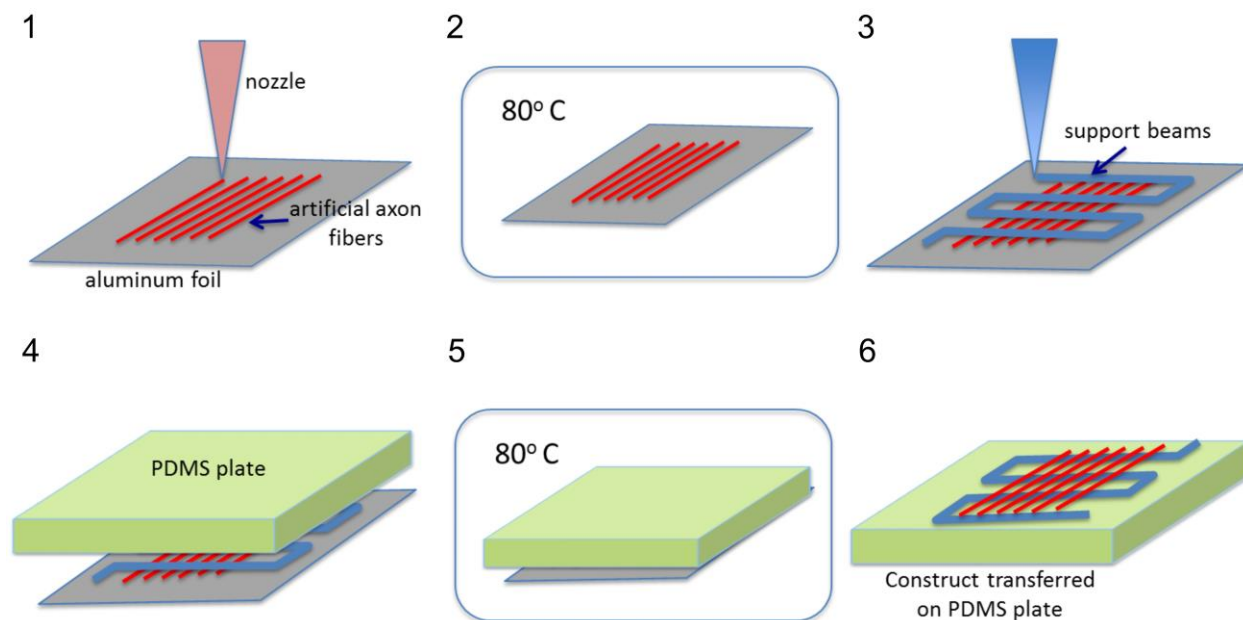 1
nozzle
artificial axon
fibers
aluminum foil
2
80° C
3
support beams
4
PDMS plate
5
80° C
6
Construct transferred
on PDMS plate